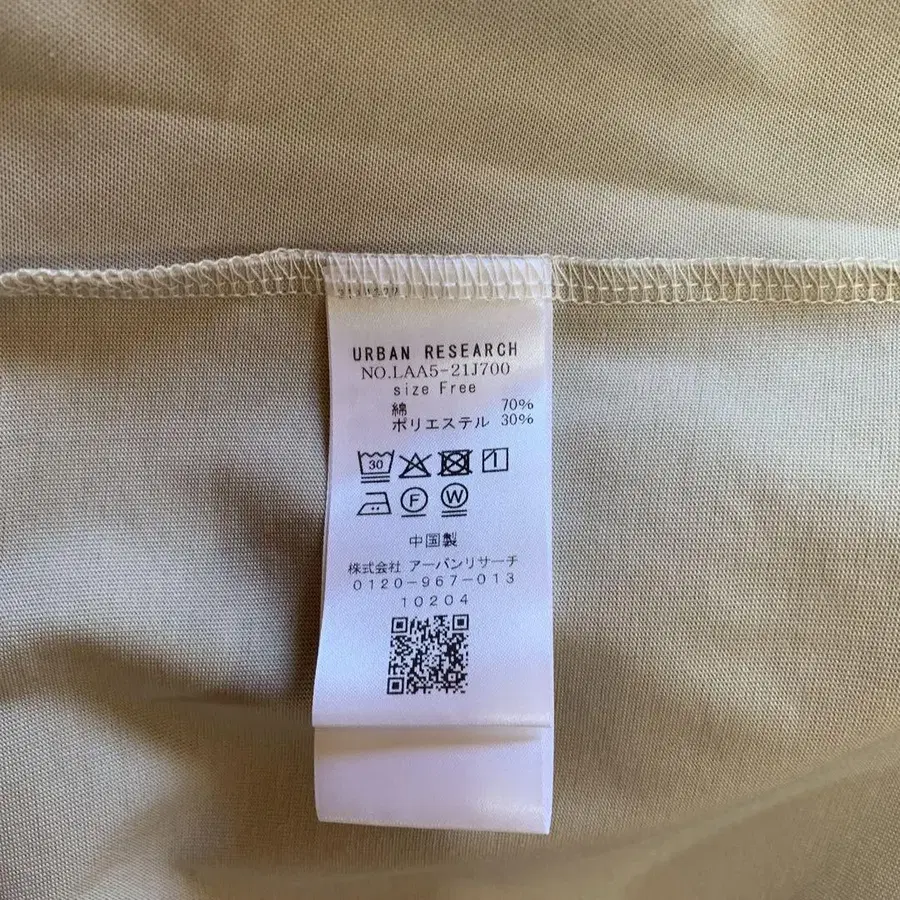 URBAN RESEARCH
NO.LAA5-21J700
size Free
綿 70%
ポリエステル 30%
30
F W
中国製
株式会社 アーバンリサーチ
0120-967-013
10204